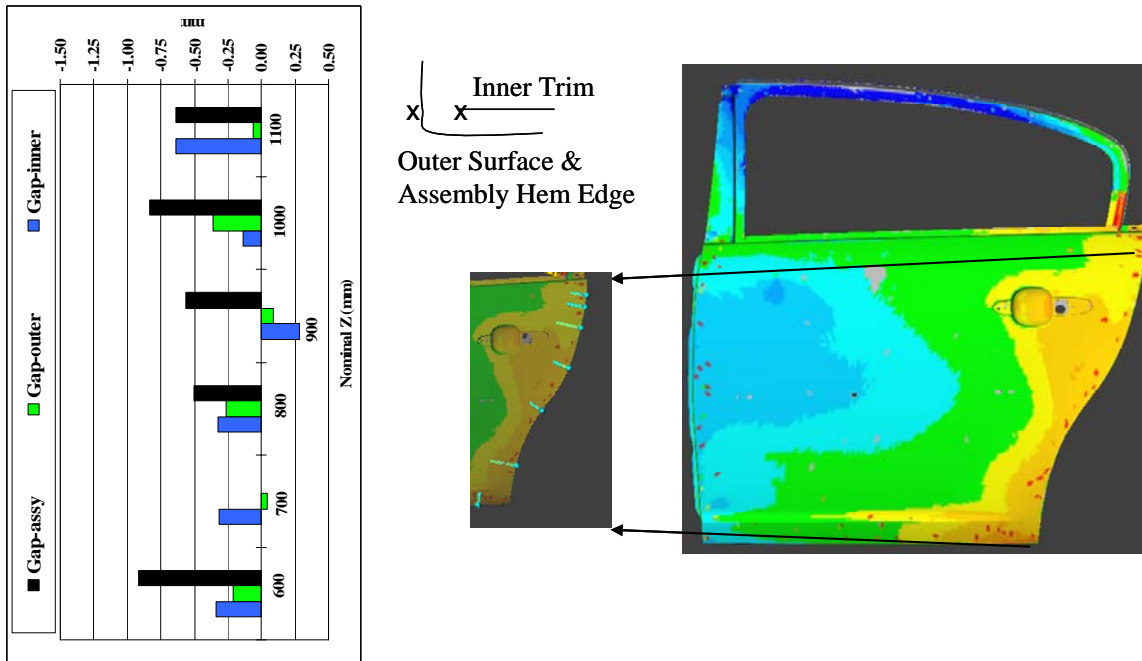 Gap-assy Gap-outer Gap-inner
mm
-1.50
-1.25
-1.00
-0.75
-0.50
-0.25
0.00
0.25
0.50
600 700 800 900 1000 1100
Nominal Z (mm)
X X Inner Trim
Outer Surface &
Assembly Hem Edge